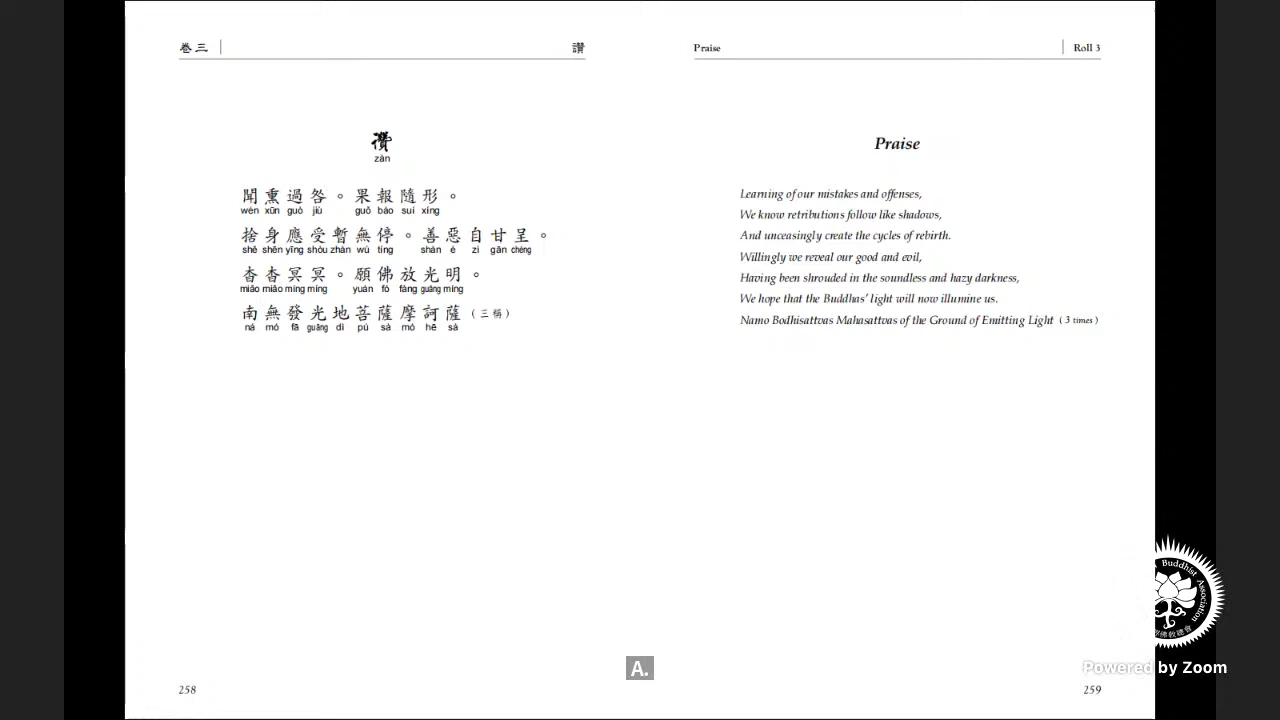 卷三 讚
讚
zàn
聞熏過咎。果報隨形。
wén xūn guò jiù guǒ bào suí xíng
捨身應受暫無停。善惡自甘呈。
shě shēn yīng shòu zhàn wú tíng shàn è zì gān chéng
杳杳冥冥。願佛放光明。
miǎo miǎo míng míng yuàn fó fàng guāng míng
南無發光地菩薩摩訶薩（三稱）
ná mó fā guāng dì pú sà mó hē sà
258
Praise Roll 3
Praise
Learning of our mistakes and offenses,
We know retributions follow like shadows,
And unceasingly create the cycles of rebirth.
Willingly we reveal our good and evil,
Having been shrouded in the soundless and hazy darkness,
We hope that the Buddhas' light will now illumine us.
Namo Bodhisattvas Mahasattvas of the Ground of Emitting Light ( 3 times )
259
A.
Buddhist Association
佛教總會
Powered by Zoom